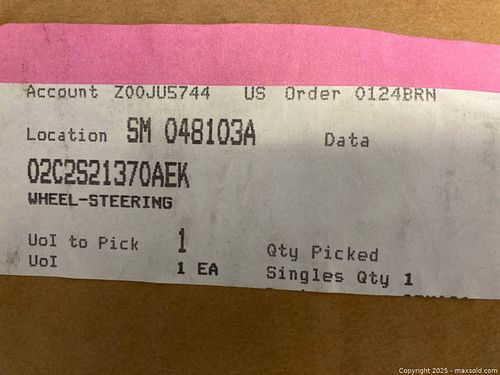 Account Z00JU5744 US Order 0124BRN
Location SM 048103A Data
02C2S21370AEK
WHEEL-STEERING
UoI to Pick 1 Qty Picked
UoI 1 EA Singles Qty 1
Copyright 2025 - maxsold.com